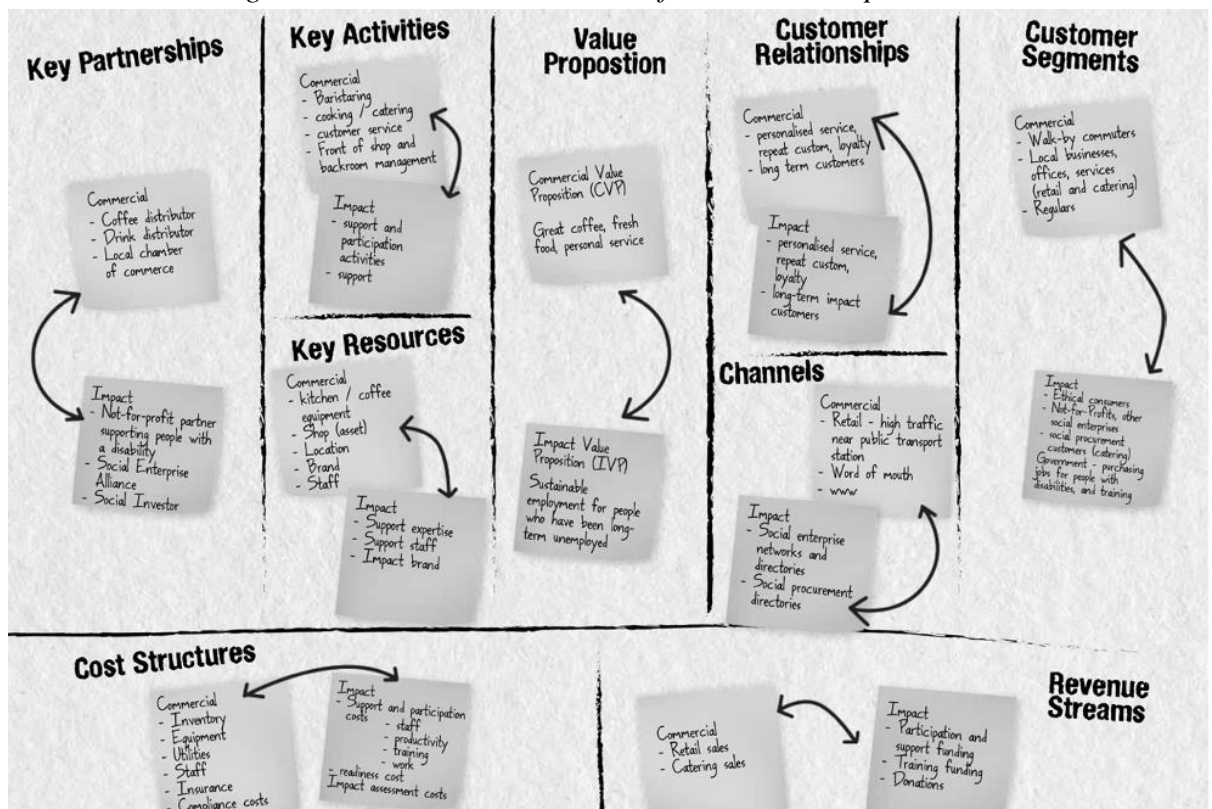 Key Partnerships
Commercial
- Coffee distributor
- Drink distributor
- Local chamber
of commerce
Impact
- Not-for-profit partner
supporting people with
a disability
- Social Enterprise
Alliance
- Social Investor
Key Activities
Commercial
- Baristaring
- cooking / catering
- customer service
- Front of shop and
backroom management
Impact
- support and
participation
activities
- support
Key Resources
Commercial
- kitchen / coffee
equipment
- Shop (asset)
- Location
- Brand
- Staff
Impact
- Support expertise
- Support staff
- Impact brand
Value
Propostion
Commercial Value
Proposition (CVP)
Great coffee, fresh
food, personal service
Impact Value
Proposition (IVP)
Sustainable
employment for people
who have been long-
term unemployed
Customer
Relationships
Commercial
- personalised service,
repeat custom, loyalty
- long term customers
Impact
- personalised service,
repeat custom,
loyalty
- long-term impact
customers
Channels
Commercial
- Retail - high traffic
near public transport
station
- Word of mouth
- www
Impact
- Social enterprise
networks and
directories
- Social procurement
directories
Customer
Segments
Commercial
- Walk-by commuters
- Local businesses,
offices, services
(retail and catering)
- Regulars
Impact
- Ethical consumers
- Not-for-Profits, other
social enterprises
- social procurement
customers (catering)
Government - purchasing
jobs for people with
disabilities, and training
Cost Structures
Commercial
- Inventory
- Equipment
- Utilities
- Staff
- Insurance
- Compliance costs
Impact
- Support and participation
costs - staff
- productivity
- training
- work
- readiness cost
Impact assessment costs
Revenue
Streams
Commercial
- Retail sales
- Catering sales
Impact
- Participation and
support funding
- Training funding
- Donations